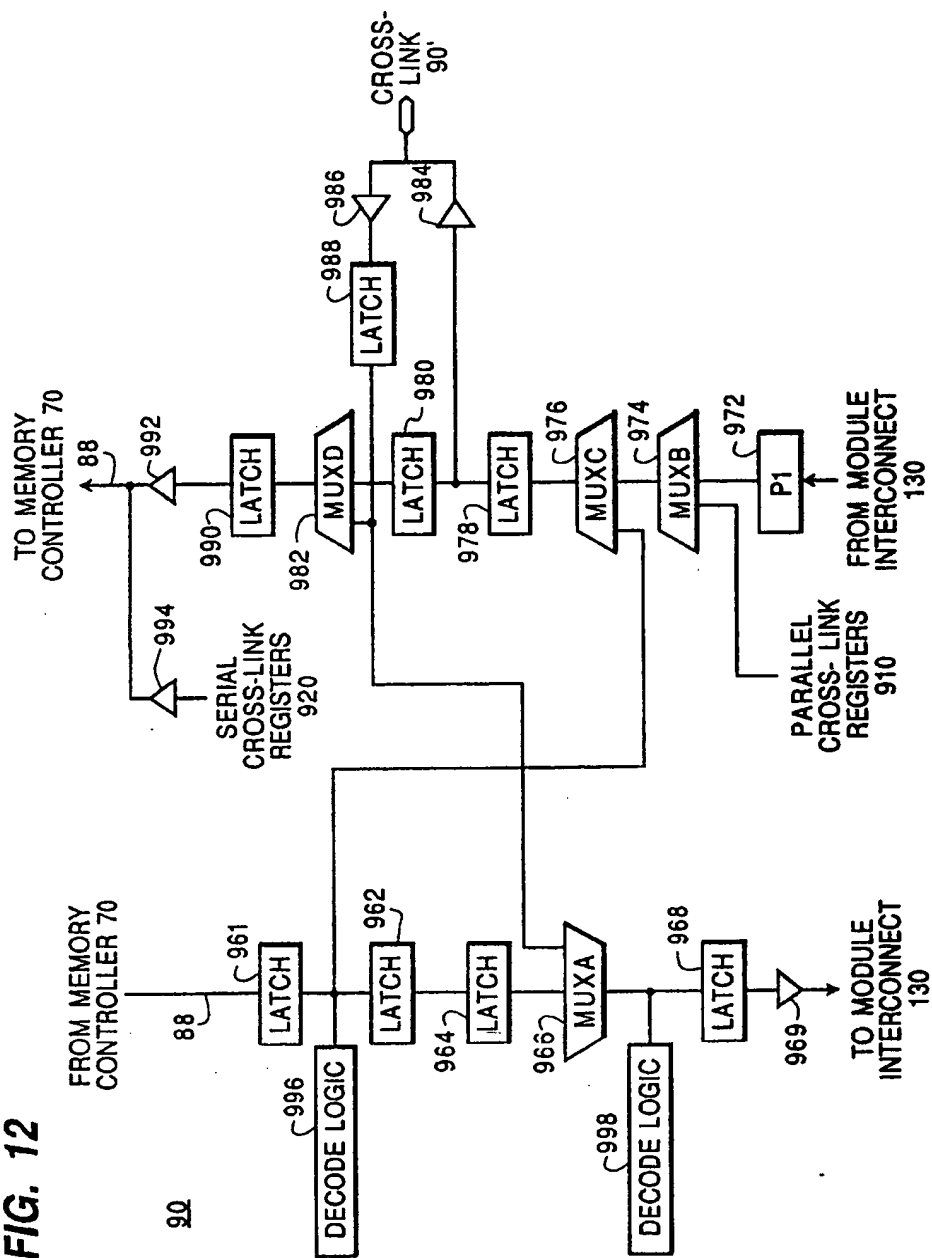 FIG. 12
90
FROM MEMORY
CONTROLLER 70
88
961
LATCH
996
DECODE LOGIC
962
LATCH
964
LATCH
966
MUXA
998
DECODE LOGIC
968
LATCH
969
TO MODULE
INTERCONNECT
130
TO MEMORY
CONTROLLER 70
88
992
994
SERIAL
CROSS-LINK
REGISTERS
920
990
LATCH
982
MUXD
988
LATCH
986
CROSS-
LINK
90'
984
980
LATCH
978
LATCH
976
MUXC
974
MUXB
972
P1
PARALLEL
CROSS- LINK
REGISTERS
910
FROM MODULE
INTERCONNECT
130